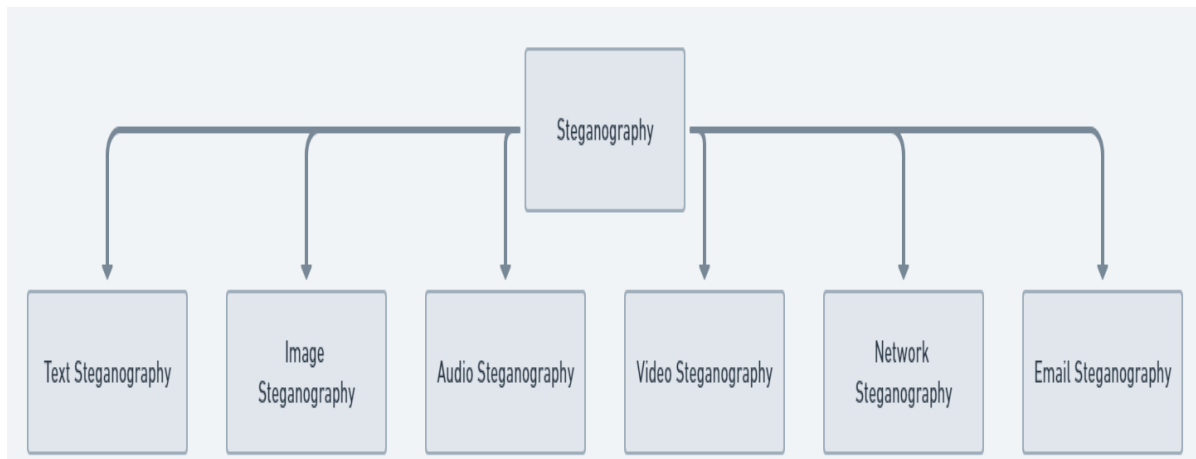 Steganography
Text Steganography
Image
Steganography
Audio Steganography
Video Steganography
Network
Steganography
Email Steganography